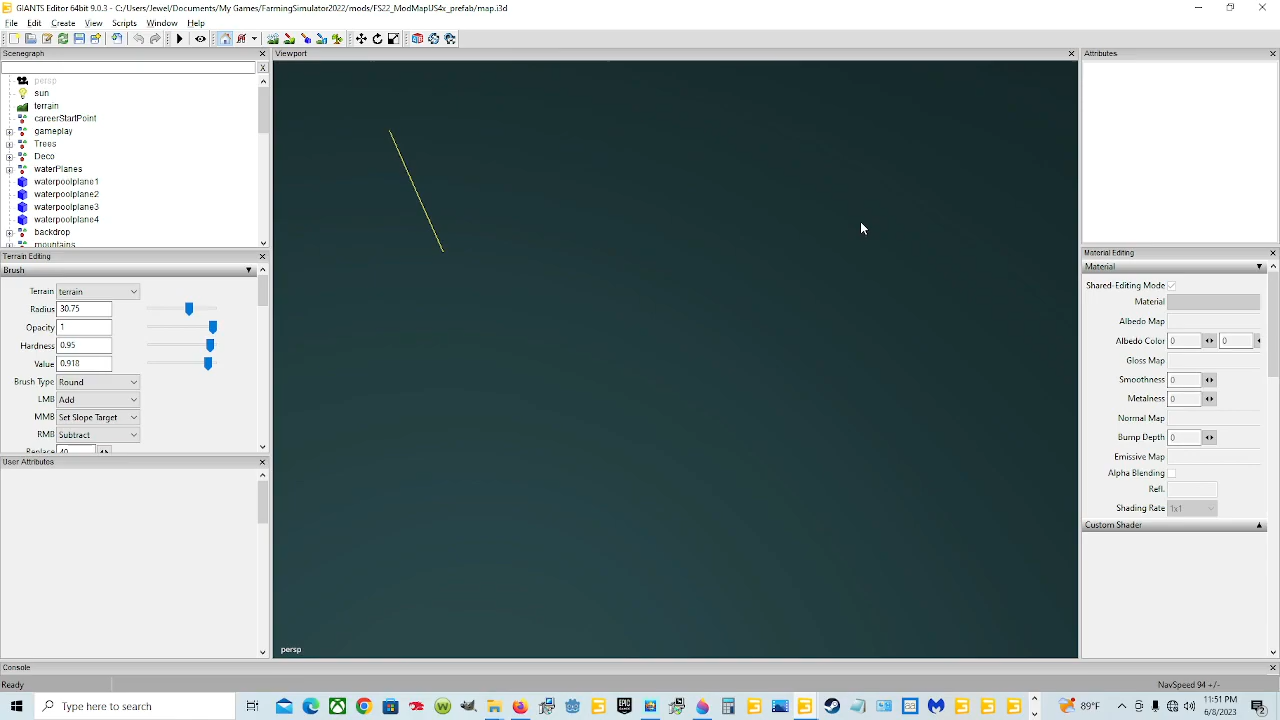 GIANTS Editor 64bit 9.0.3 - C:/Users/Jewel/Documents/My Games/FarmingSimulator2022/mods/FS22_ModMapUS4x_prefab/map.i3d
File Edit Create View Scripts Window Help
Scenegraph
Viewport
Attributes
X
persp
sun
terrain
careerStartPoint
gameplay
Trees
Deco
waterPlanes
waterpoolplane1
waterpoolplane2
waterpoolplane3
waterpoolplane4
backdrop
mountains
Terrain Editing
Brush
Terrain terrain
Radius 30.75
Opacity 1
Hardness 0.95
Value 0.918
Brush Type Round
LMB Add
MMB Set Slope Target
RMB Subtract
Replace 40
User Attributes
persp
Material Editing
Material
Shared-Editing Mode
Material
Albedo Map
Albedo Color 0 0
Gloss Map
Smoothness 0
Metalness 0
Normal Map
Bump Depth 0
Emissive Map
Alpha Blending
Refl.
Shading Rate 1x1
Custom Shader
Console
Ready
NavSpeed 94 +/-
Type here to search
89°F
11:51 PM
6/8/2023
2